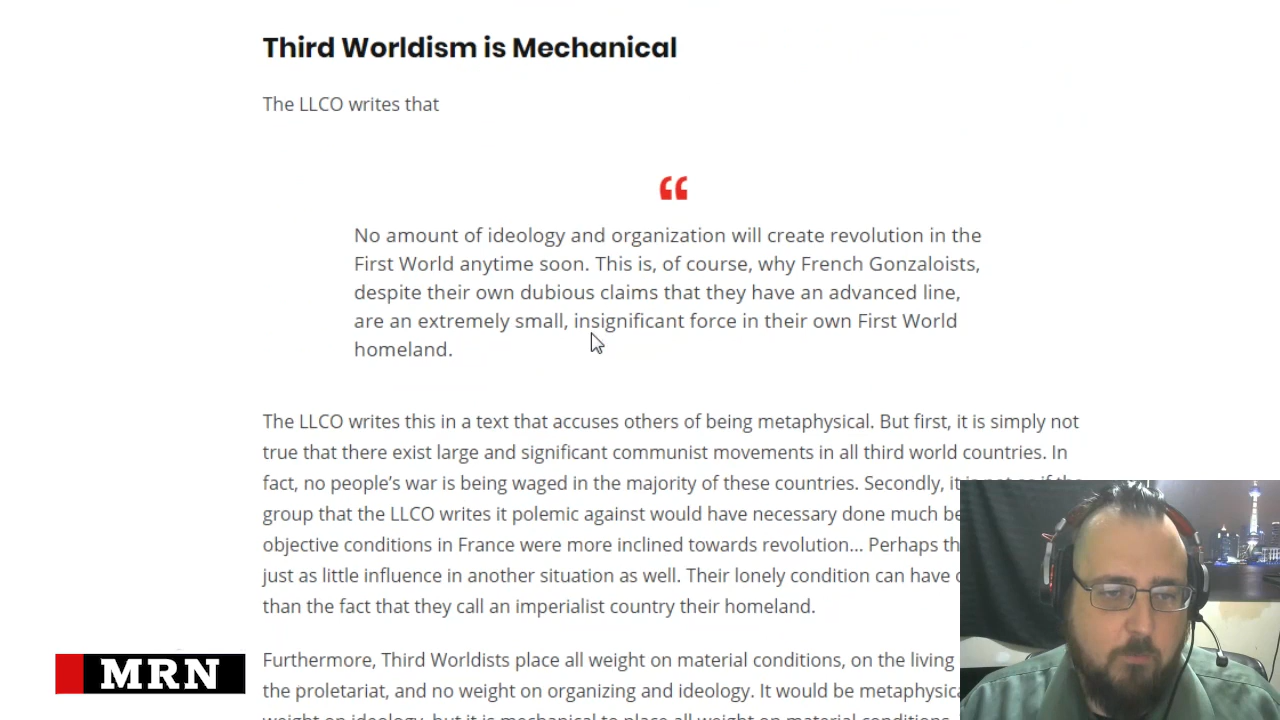 Third Worldism is Mechanical
The LLCO writes that
“
No amount of ideology and organization will create revolution in the
First World anytime soon. This is, of course, why French Gonzaloists,
despite their own dubious claims that they have an advanced line,
are an extremely small, insignificant force in their own First World
homeland.
The LLCO writes this in a text that accuses others of being metaphysical. But first, it is simply not
true that there exist large and significant communist movements in all third world countries. In
fact, no people’s war is being waged in the majority of these countries. Secondly, it
group that the LLCO writes it polemic against would have necessary done much
objective conditions in France were more inclined towards revolution... Perhaps
just as little influence in another situation as well. Their lonely condition can have
than the fact that they call an imperialist country their homeland.
Furthermore, Third Worldists place all weight on material conditions, on the living
the proletariat, and no weight on organizing and ideology. It would be
MRN